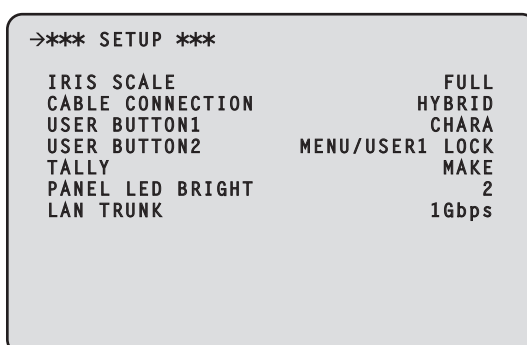 →*** SETUP ***
IRIS SCALE FULL
CABLE CONNECTION HYBRID
USER BUTTON1 CHARA
USER BUTTON2 MENU/USER1 LOCK
TALLY MAKE
PANEL LED BRIGHT 2
LAN TRUNK 1Gbps